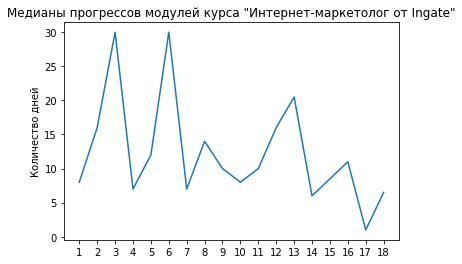 Медианы прогрессов модулей курса "Интернет-маркетолог от Ingate"
Количество дней
30
25
20
15
10
5
0
1 2 3 4 5 6 7 8 9 10 11 12 13 14 15 16 17 18